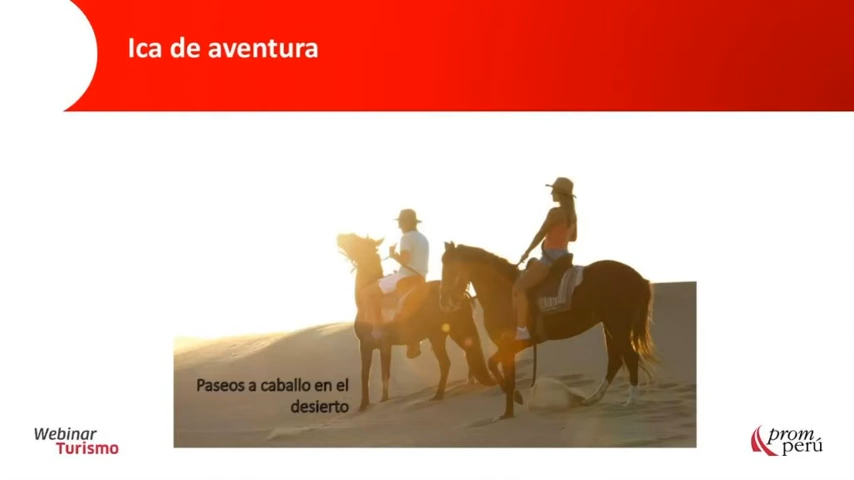 Ica de aventura
Paseos a caballo en el
desierto
Webinar
Turismo
prom
perú